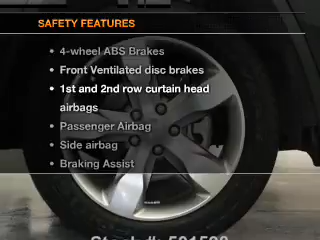 SAFETY FEATURES
• 4-wheel ABS Brakes
• Front Ventilated disc brakes
• 1st and 2nd row curtain head
airbags
• Passenger Airbag
• Side airbag
• Braking Assist